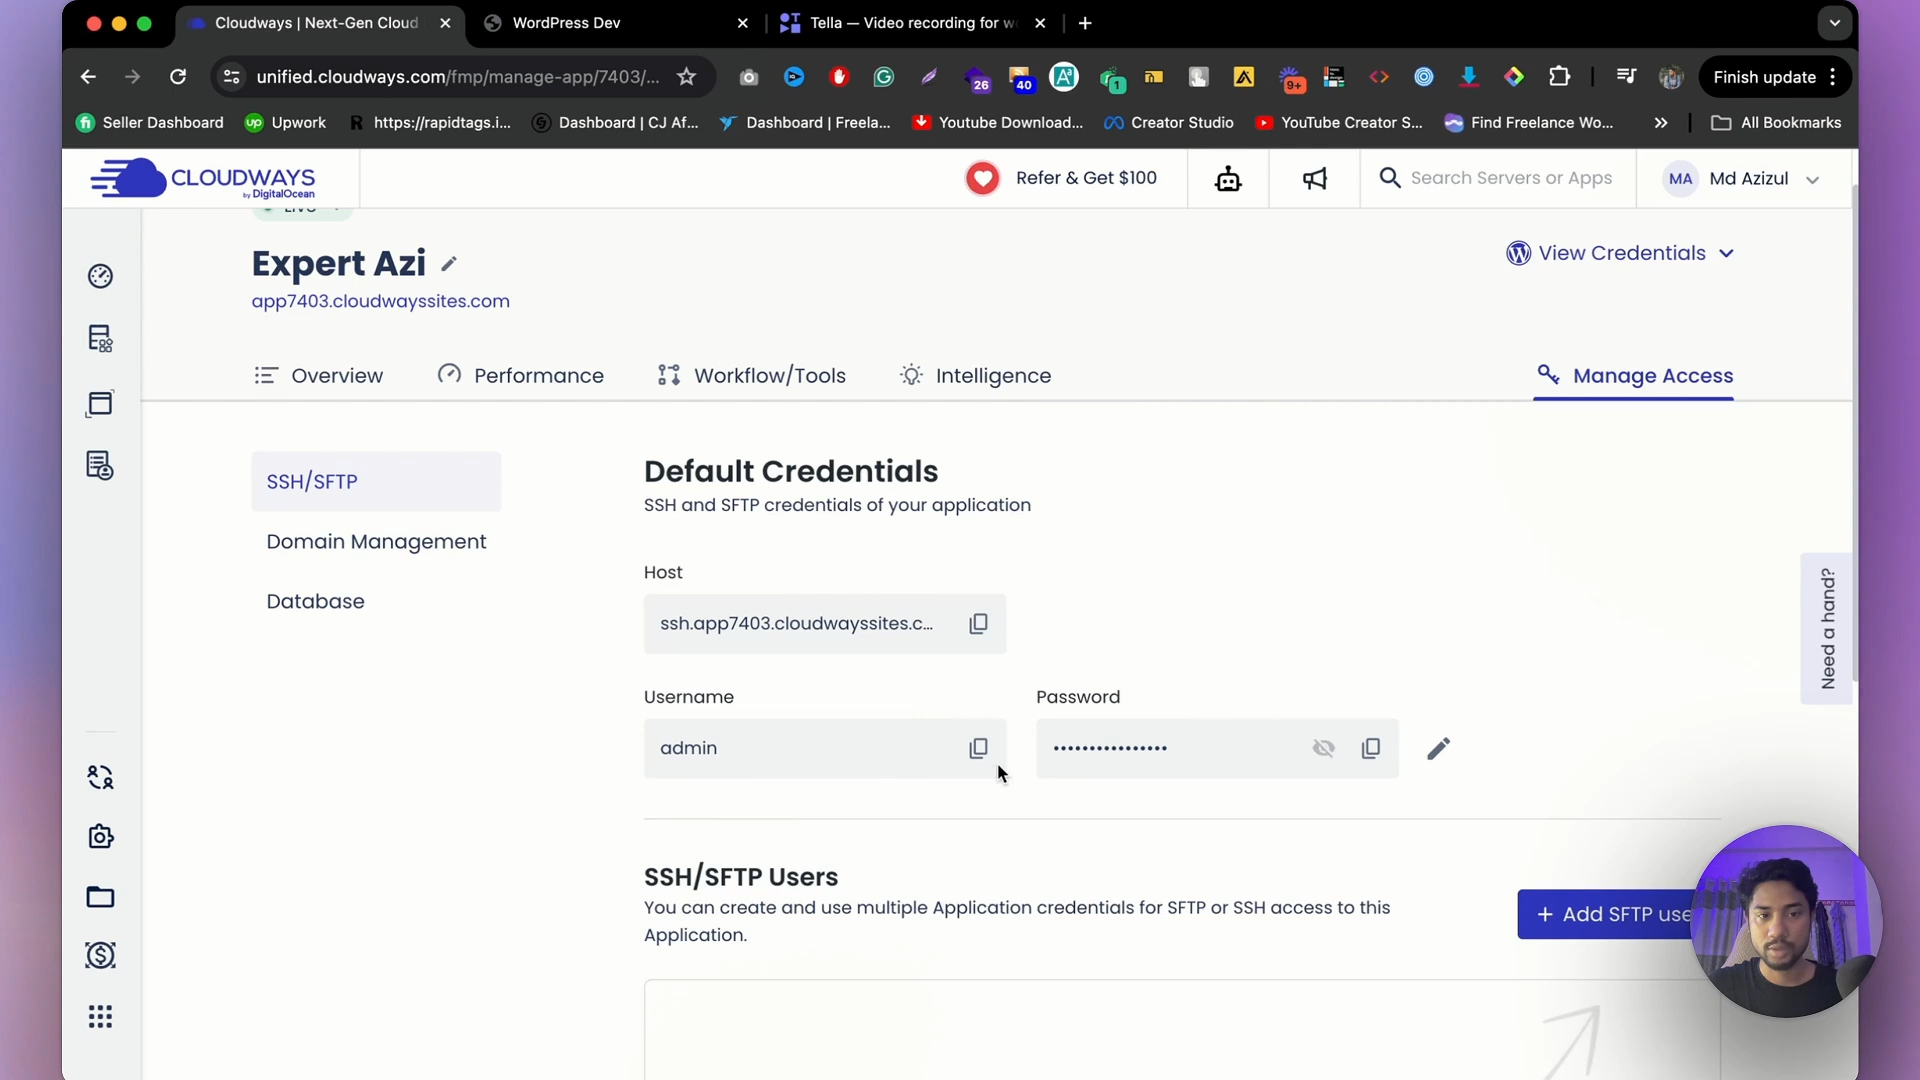 Cloudways | Next-Gen Cloud
WordPress Dev
Tella — Video recording for w
unified.cloudways.com/fmp/manage-app/7403/...
26
40
1
9+
Finish update
Seller Dashboard
Upwork
https://rapidtags.i...
Dashboard | CJ Af...
Dashboard | Freela...
Youtube Download...
Creator Studio
YouTube Creator S...
Find Freelance Wo...
All Bookmarks
CLOUDWAYS
by DigitalOcean
Refer & Get $100
Search Servers or Apps
MA
Md Azizul
LIVE
Expert Azi
app7403.cloudwayssites.com
View Credentials
Overview
Performance
Workflow/Tools
Intelligence
Manage Access
SSH/SFTP
Domain Management
Database
Default Credentials
SSH and SFTP credentials of your application
Host
ssh.app7403.cloudwayssites.c...
Username
Password
admin
••••••••••••••••
Need a hand?
SSH/SFTP Users
You can create and use multiple Application credentials for SFTP or SSH access to this
Application.
+ Add SFTP use